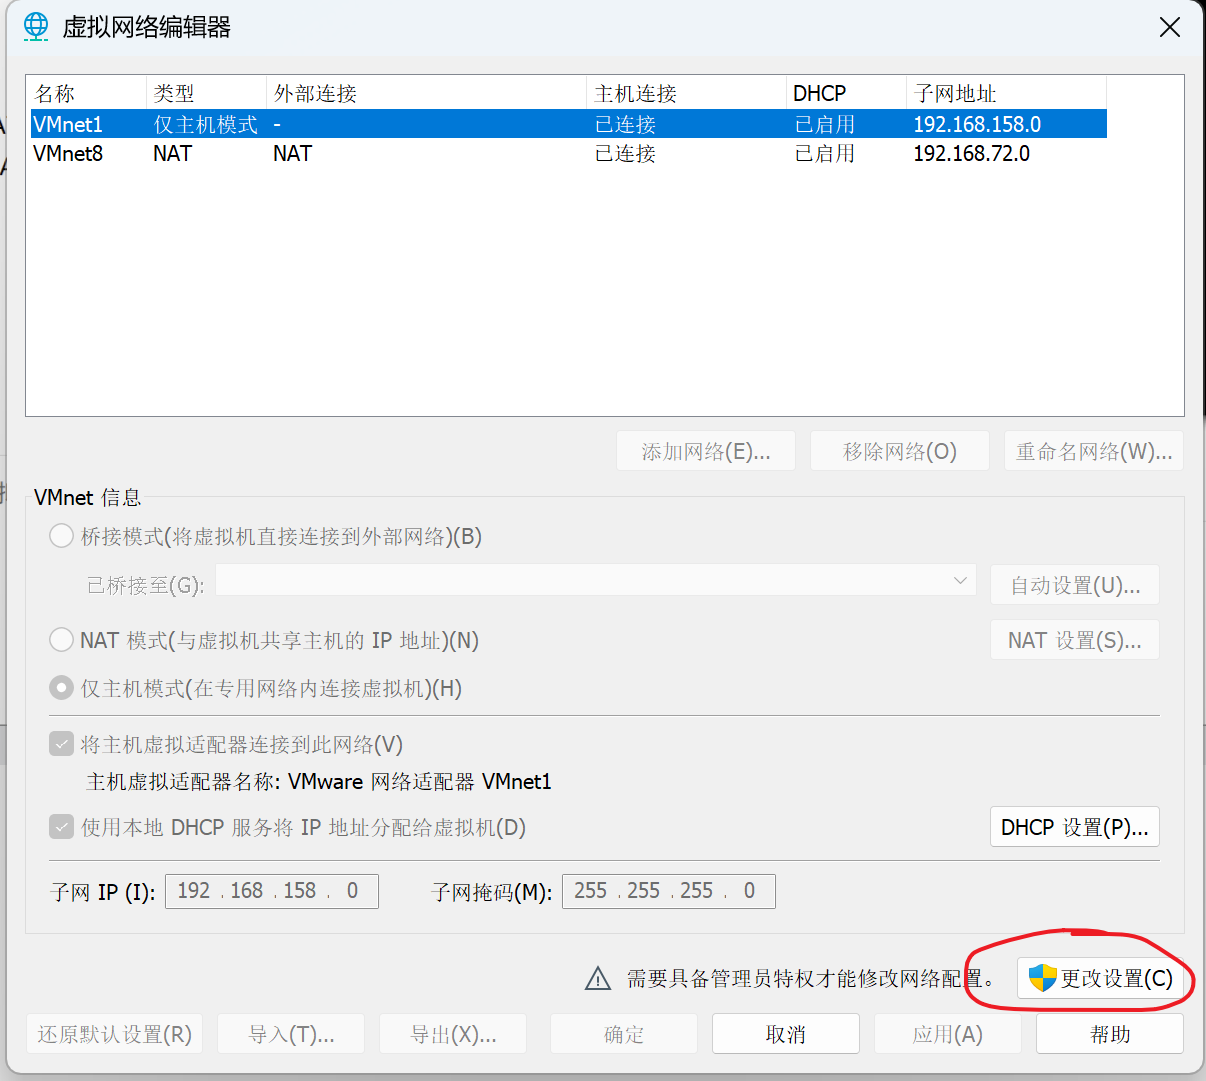 虚拟网络编辑器
名称 类型 外部连接 主机连接 DHCP 子网地址
VMnet1 仅主机模式 - 已连接 已启用 192.168.158.0
VMnet8 NAT NAT 已连接 已启用 192.168.72.0
添加网络(E)... 移除网络(O) 重命名网络(W)...
VMnet 信息
桥接模式(将虚拟机直接连接到外部网络)(B)
已桥接至(G): 自动设置(U)...
NAT 模式(与虚拟机共享主机的 IP 地址)(N) NAT 设置(S)...
仅主机模式(在专用网络内连接虚拟机)(H)
将主机虚拟适配器连接到此网络(V)
主机虚拟适配器名称: VMware 网络适配器 VMnet1
使用本地 DHCP 服务将 IP 地址分配给虚拟机(D) DHCP 设置(P)...
子网 IP (I): 192 . 168 . 158 . 0 子网掩码(M): 255 . 255 . 255 . 0
需要具备管理员特权才能修改网络配置。 更改设置(C)
还原默认设置(R) 导入(T)... 导出(X)... 确定 取消 应用(A) 帮助